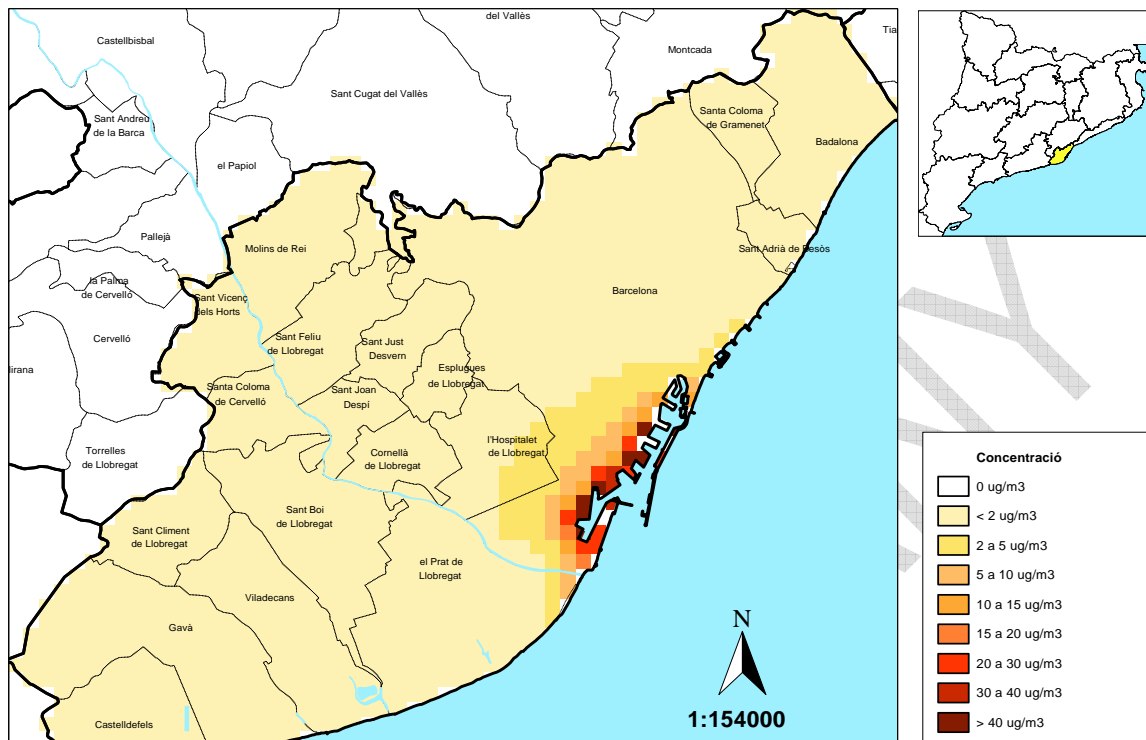 del Vallès
Castellbisbal
Montcada
Tia
Sant Cugat del Vallès
Sant Andreu
de la Barca
Santa Coloma
de Gramenet
Badalona
el Papiol
Pallejà
Molins de Rei
Sant Adrià de Besòs
la Palma
de Cervelló
Sant Vicenç
dels Horts
Barcelona
Cervelló
Sant Feliu
de Llobregat
Sant Just
Desvern
Esplugues
de Llobregat
lirana
Santa Coloma
de Cervelló
Sant Joan
Despí
l'Hospitalet
de Llobregat
Torrelles
de Llobregat
Cornellà
de Llobregat
Sant Boi
de Llobregat
Sant Climent
de Llobregat
el Prat de
Llobregat
Viladecans
Gavà
Castelldefels
N
1:154000
Concentració
0 ug/m3
< 2 ug/m3
2 a 5 ug/m3
5 a 10 ug/m3
10 a 15 ug/m3
15 a 20 ug/m3
20 a 30 ug/m3
30 a 40 ug/m3
> 40 ug/m3